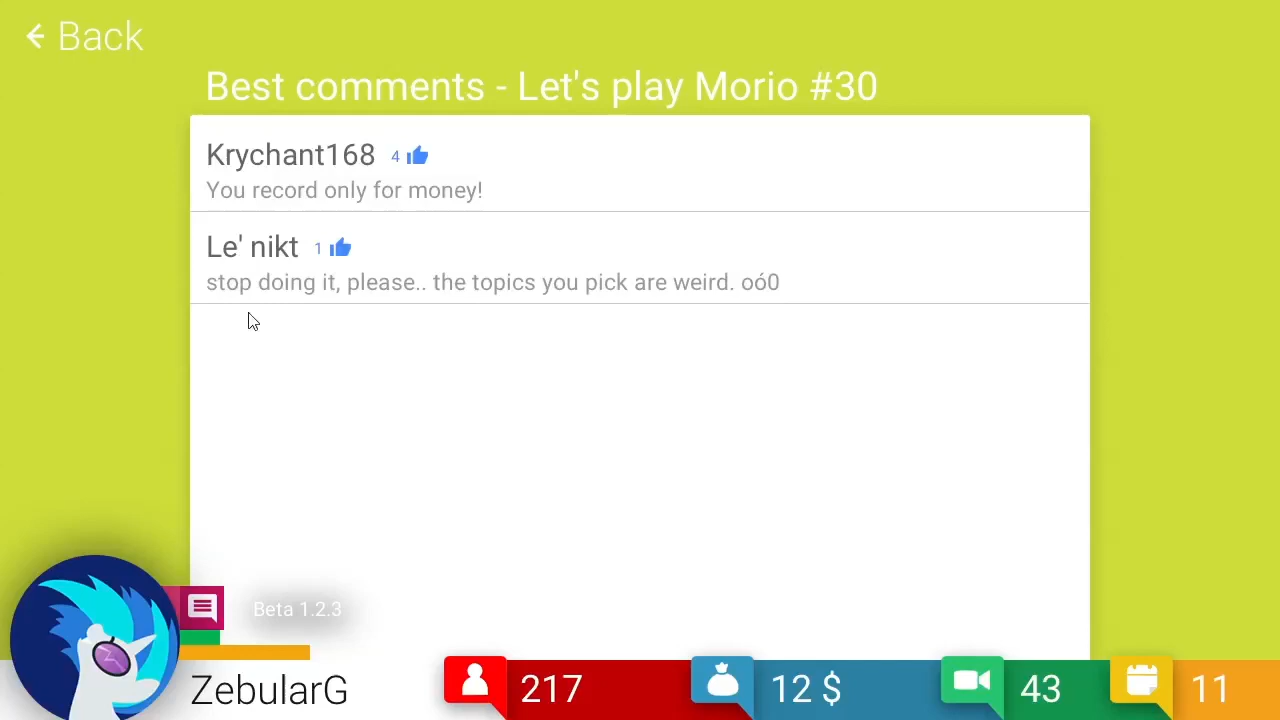 Back
Best comments - Let's play Morio #30
Krychant168 4
You record only for money!
Le' nikt 1
stop doing it, please.. the topics you pick are weird. oó0
Beta 1.2.3
ZebularG 217 12 $ 43 11